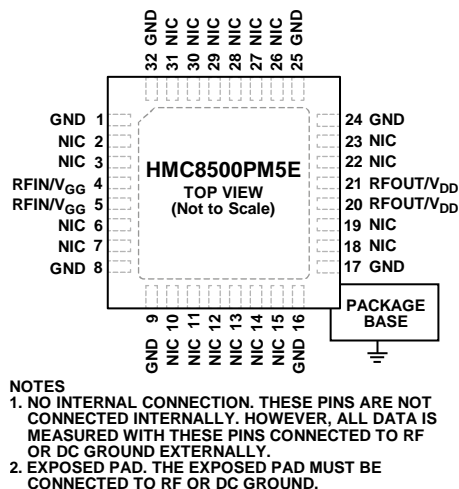 32 GND
31 NIC
30 NIC
29 NIC
28 NIC
27 NIC
26 NIC
25 GND
GND 1
NIC 2
NIC 3
RFIN/VGG 4
RFIN/VGG 5
NIC 6
NIC 7
GND 8
HMC8500PM5E
TOP VIEW
(Not to Scale)
24 GND
23 NIC
22 NIC
21 RFOUT/VDD
20 RFOUT/VDD
19 NIC
18 NIC
17 GND
GND 9
NIC 10
NIC 11
NIC 12
NIC 13
NIC 14
NIC 15
GND 16
PACKAGE
BASE
NOTES
1. NO INTERNAL CONNECTION. THESE PINS ARE NOT
CONNECTED INTERNALLY. HOWEVER, ALL DATA IS
MEASURED WITH THESE PINS CONNECTED TO RF
OR DC GROUND EXTERNALLY.
2. EXPOSED PAD. THE EXPOSED PAD MUST BE
CONNECTED TO RF OR DC GROUND.